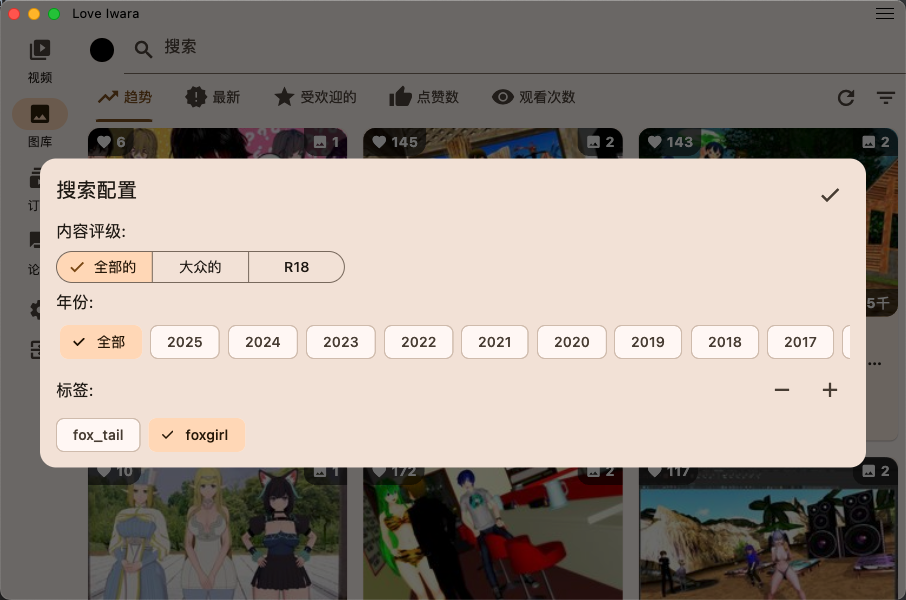 Love Iwara
搜索
视频
趋势 最新 受欢迎的 点赞数 观看次数
图库
6 1 145 2 143 2
搜索配置
订
内容评级:
论
全部的 大众的 R18
5千
年份:
全部 2025 2024 2023 2022 2021 2020 2019 2018 2017
...
标签:
fox_tail foxgirl
10 1 172 2 117 2